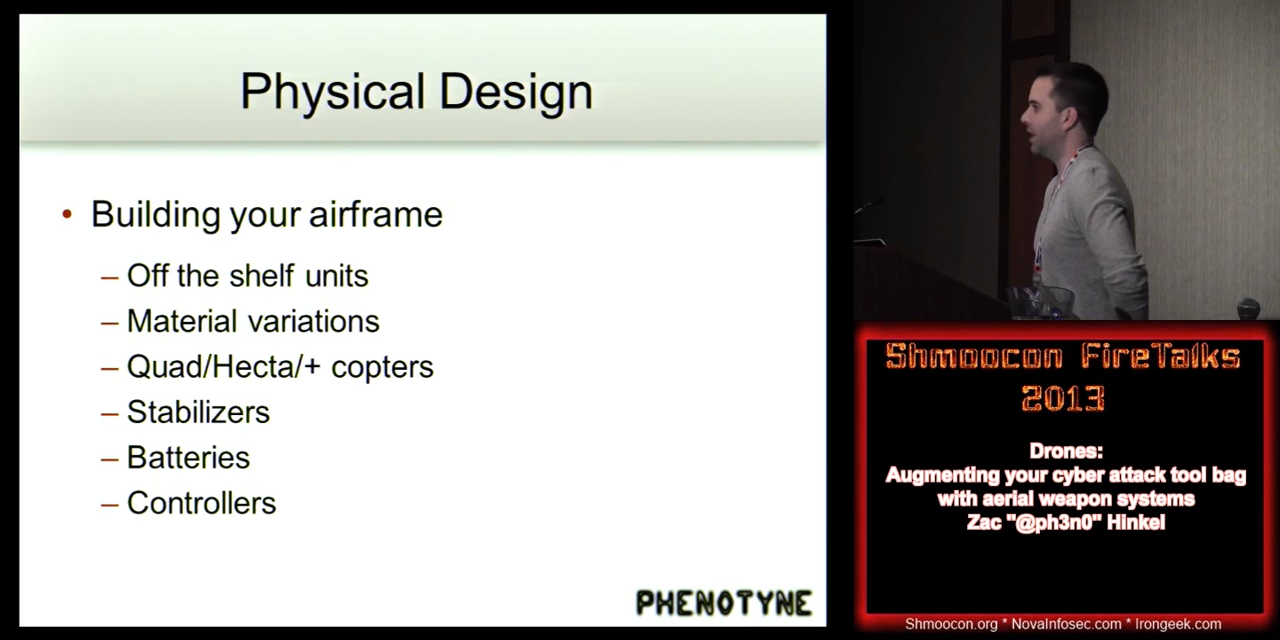 Physical Design
• Building your airframe
– Off the shelf units
– Material variations
– Quad/Hecta/+ copters
– Stabilizers
– Batteries
– Controllers
PHENOTYNE
Shmoocon FireTalks
2013
Drones:
Augmenting your cyber attack tool bag
with aerial weapon systems
Zac "@ph3n0" Hinkel
Shmoocon.org * NovaInfosec.com * Irongeek.com